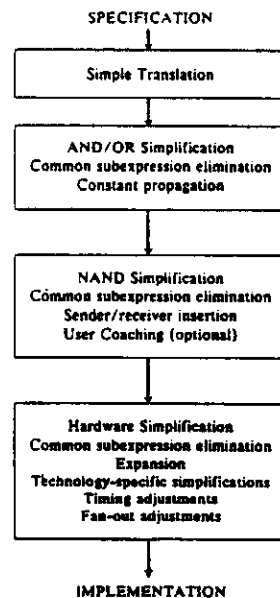 SPECIFICATION
Simple Translation
AND/OR Simplification
Common subexpression elimination
Constant propagation
NAND Simplification
Common subexpression elimination
Sender/receiver insertion
User Coaching (optional)
Hardware Simplification
Common subexpression elimination
Expansion
Technology-specific simplifications
Timing adjustments
Fan-out adjustments
IMPLEMENTATION